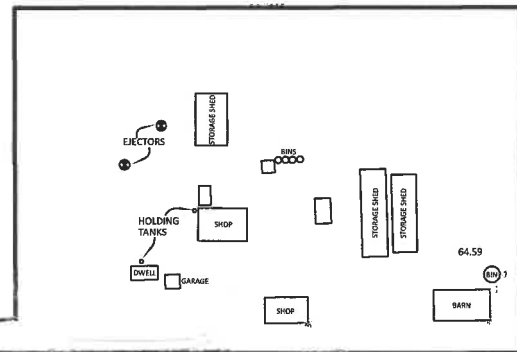 STORAGE SHED
EJECTORS
BINS
STORAGE SHED
STORAGE SHED
HOLDING
TANKS
SHOP
64.59
DWELL
GARAGE
BIN
SHOP
BARN